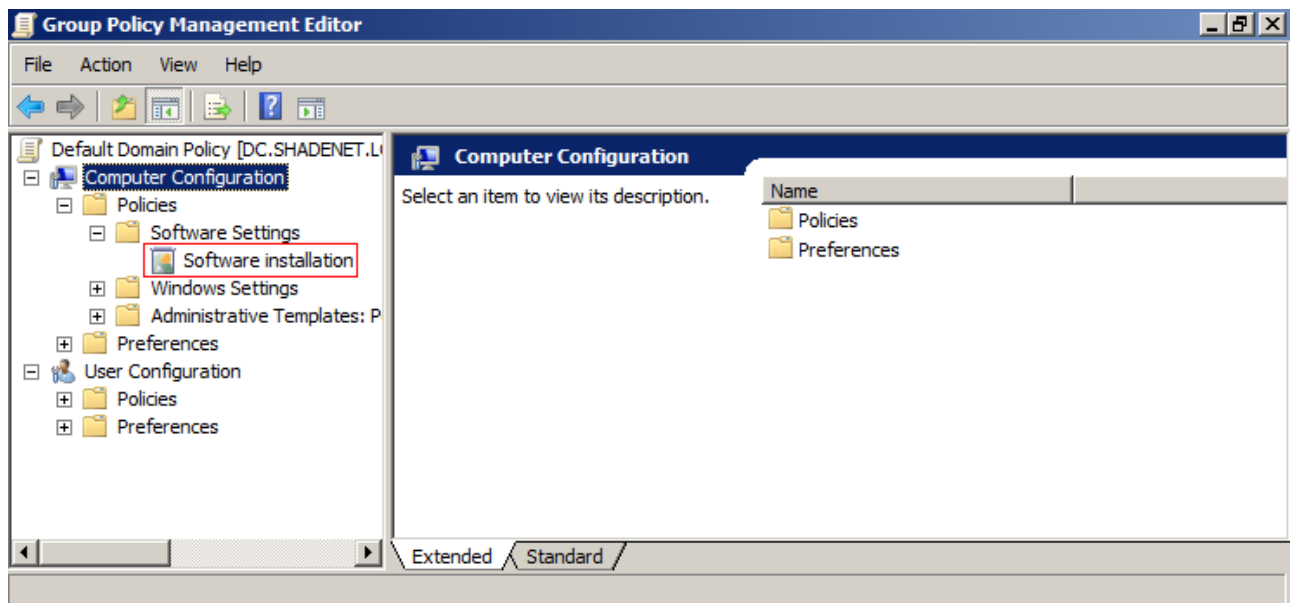 Group Policy Management Editor
File Action View Help
Default Domain Policy [DC.SHADENET.L
Computer Configuration
Policies
Software Settings
Software installation
Windows Settings
Administrative Templates: P
Preferences
User Configuration
Policies
Preferences
Computer Configuration
Select an item to view its description.
Name
Policies
Preferences
Extended Standard